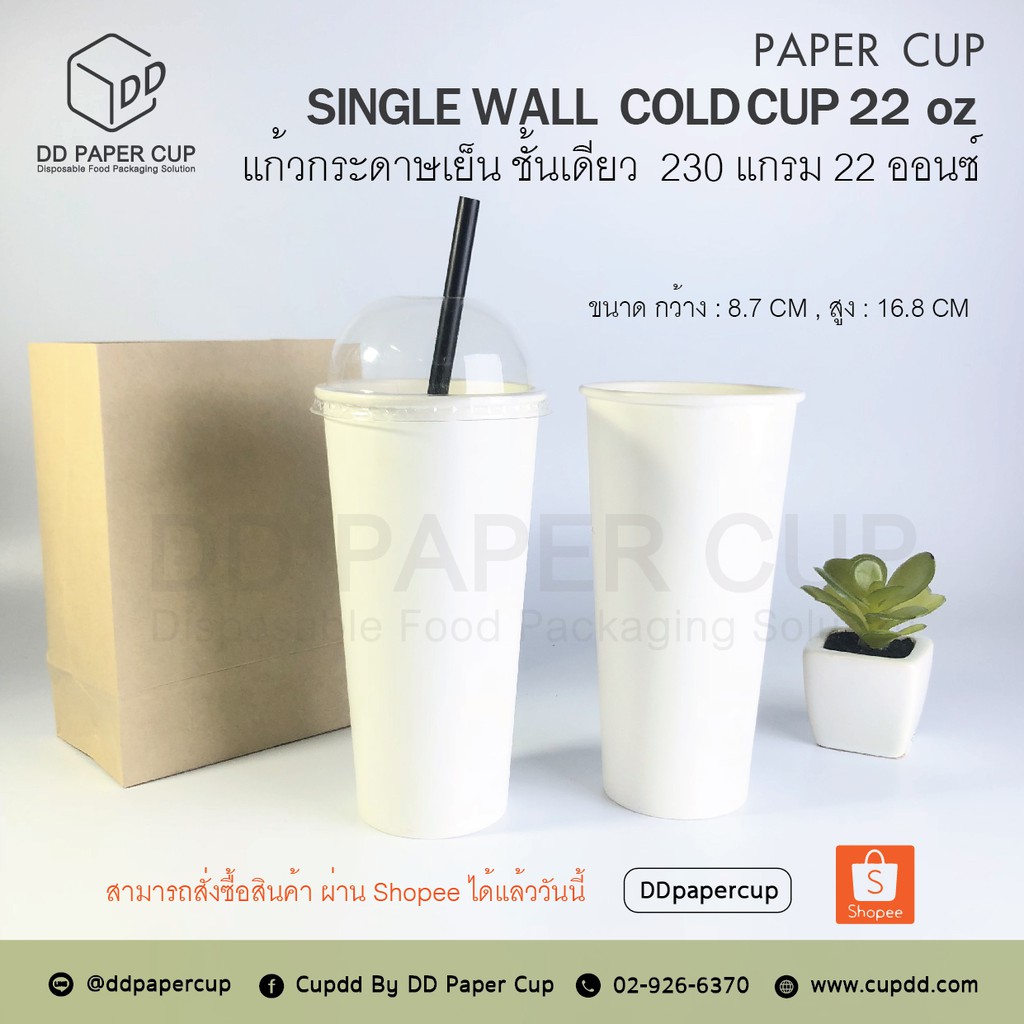 DD PAPER CUP
Disposable Food Packaging Solution
PAPER CUP
SINGLE WALL COLD CUP 22 oz
แก้วกระดาษเย็น ชั้นเดียว 230 แกรม 22 ออนซ์
ขนาด กว้าง : 8.7 CM , สูง : 16.8 CM
DD PAPER CUP
Disposable Food Packaging Solut
สามารถสั่งซื้อสินค้า ผ่าน Shopee ได้แล้ววันนี้
DDpapercup
S
Shopee
@ddpapercup
Cupdd By DD Paper Cup
02-926-6370
www.cupdd.com